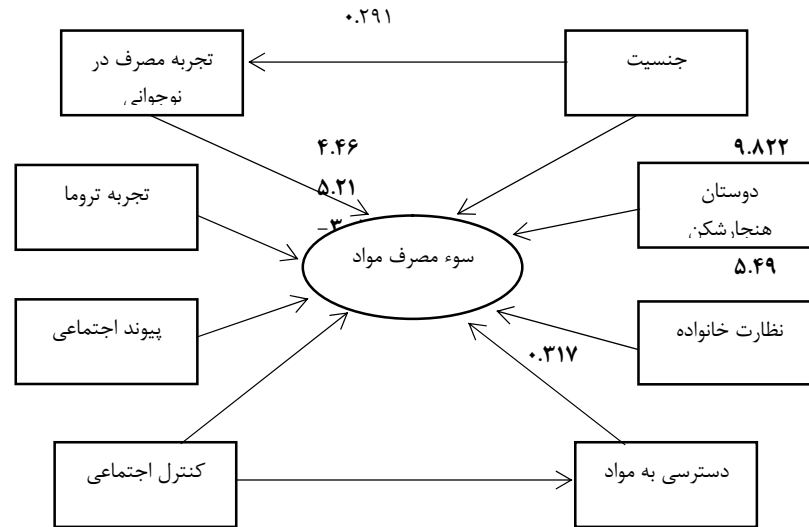 ۰.۲۹۱
جنسیت
تجربه مصرف در
نوجوانی
۴.۴۶
۹.۸۲۲
دوستان
هنجارشکن
تجربه تروما
۵.۲۱
سوء مصرف مواد
۵.۴۹
نظارت خانواده
پیوند اجتماعی
۰.۳۱۷
دسترسی به مواد
کنترل اجتماعی